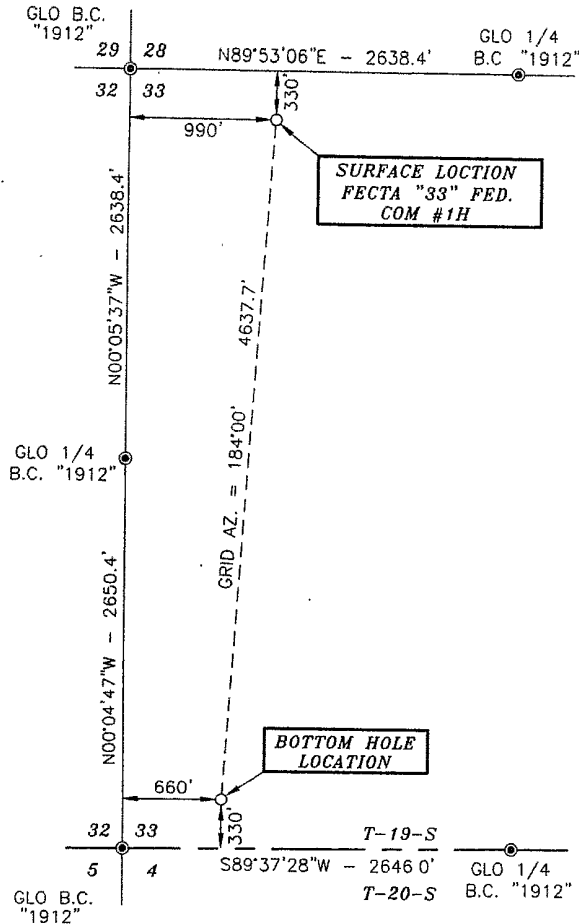 GLO B.C.
"1912"
29 28
32 33
N89°53'06"E - 2638.4'
GLO 1/4
B.C "1912"
330'
990'
SURFACE LOCTION
FECTA "33" FED.
COM #1H
N00°05'37"W - 2638.4'
4637.7'
GRID AZ. = 184°00'
GLO 1/4
B.C. "1912"
N00°04'47"W - 2650.4'
BOTTOM HOLE
LOCATION
660'
330'
32 33
5 4
T-19-S
S89°37'28"W - 2646 0'
T-20-S
GLO 1/4
B.C. "1912"
GLO B.C.
"1912"